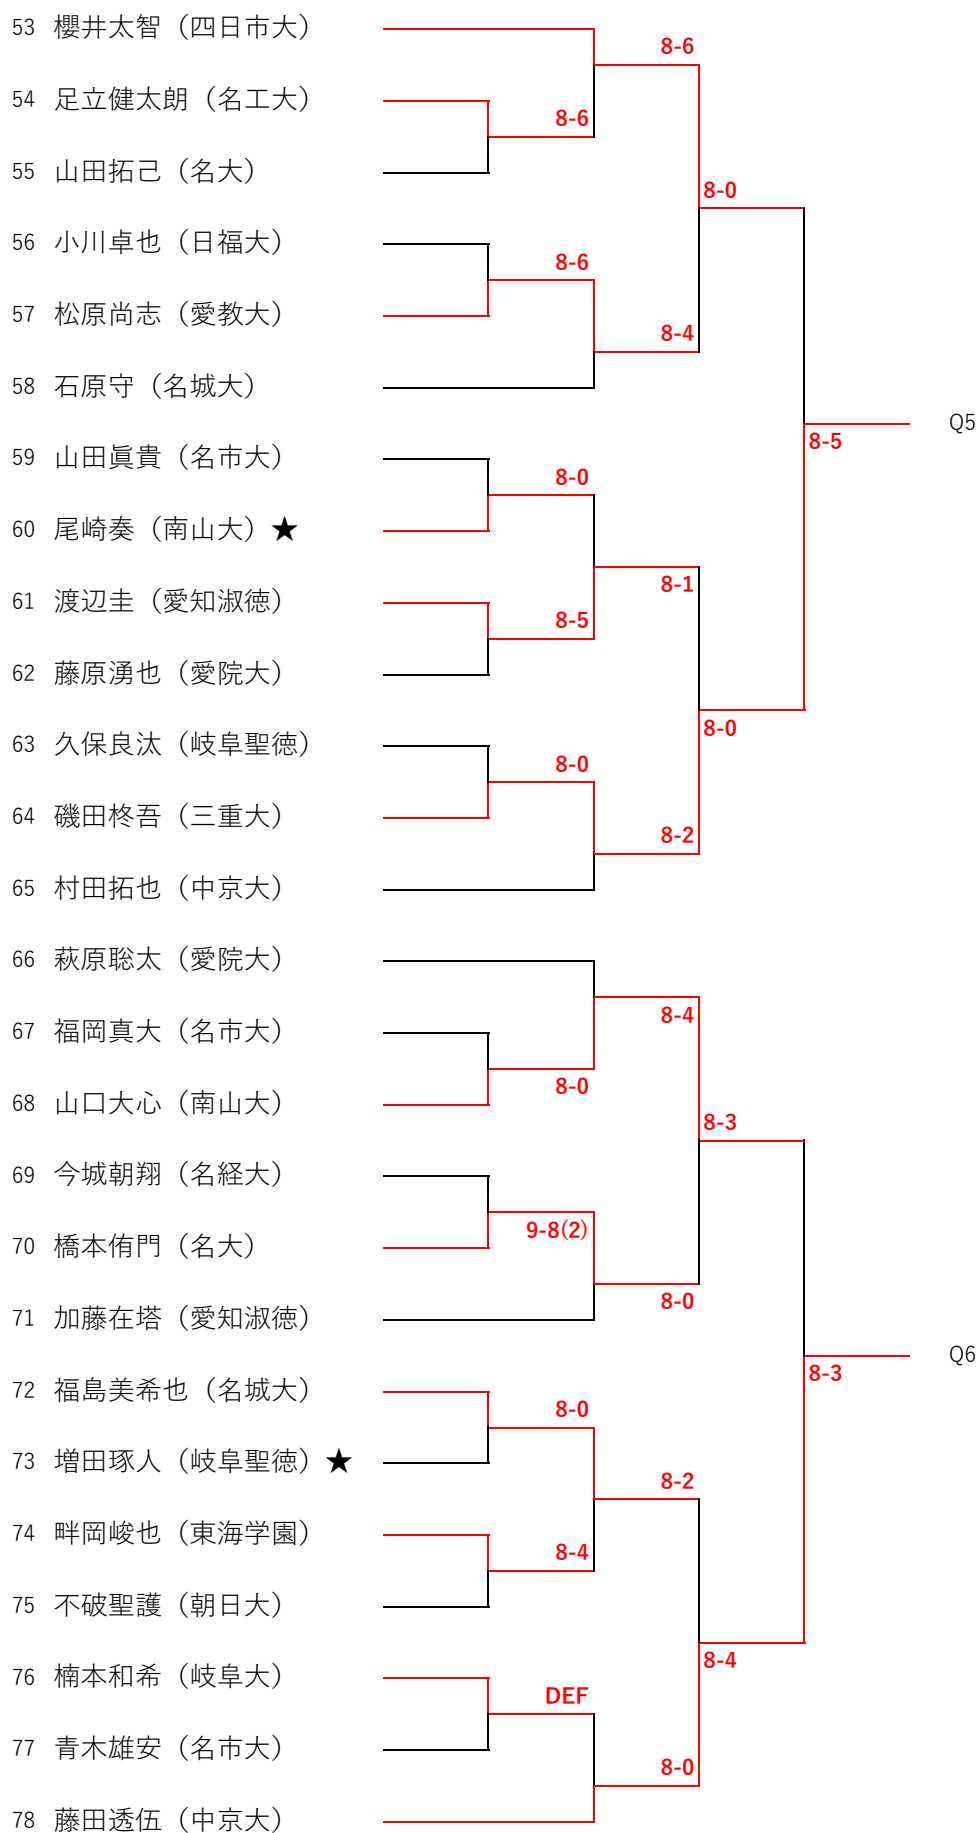 53 櫻井太智（四日市大）
8-6
54 足立健太朗（名工大）
8-6
55 山田拓己（名大）
8-0
56 小川卓也（日福大）
8-6
57 松原尚志（愛教大）
8-4
58 石原守（名城大）
Q5
8-5
59 山田眞貴（名市大）
8-0
60 尾崎奏（南山大）★
8-1
61 渡辺圭（愛知淑徳）
8-5
62 藤原湧也（愛院大）
8-0
63 久保良汰（岐阜聖徳）
8-0
64 磯田柊吾（三重大）
8-2
65 村田拓也（中京大）
66 萩原聡太（愛院大）
8-4
67 福岡真大（名市大）
8-0
68 山口大心（南山大）
8-3
69 今城朝翔（名経大）
9-8(2)
70 橋本侑門（名大）
8-0
71 加藤在塔（愛知淑徳）
Q6
8-3
72 福島美希也（名城大）
8-0
73 増田琢人（岐阜聖徳）★
8-2
74 畔岡峻也（東海学園）
8-4
75 不破聖護（朝日大）
8-4
76 楠本和希（岐阜大）
DEF
77 青木雄安（名市大）
8-0
78 藤田透伍（中京大）